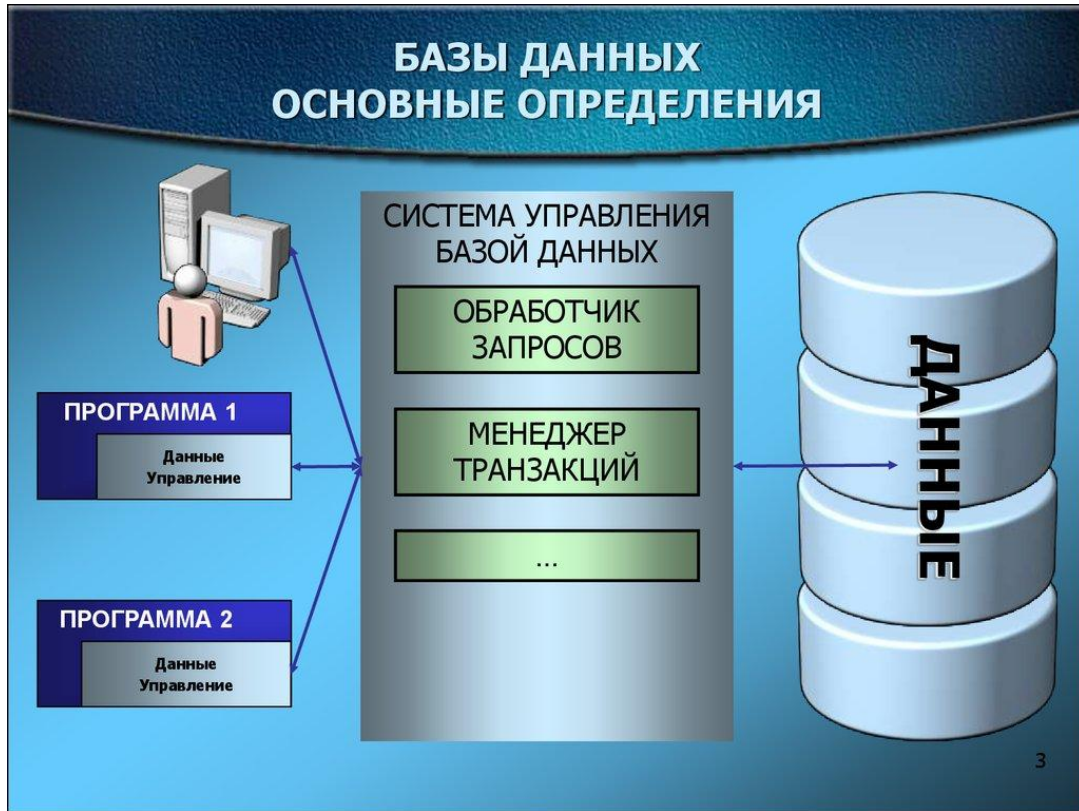 БАЗЫ ДАННЫХ
ОСНОВНЫЕ ОПРЕДЕЛЕНИЯ
СИСТЕМА УПРАВЛЕНИЯ
БАЗОЙ ДАННЫХ
ОБРАБОТЧИК
ЗАПРОСОВ
МЕНЕДЖЕР
ТРАНЗАКЦИЙ
...
ПРОГРАММА 1
Данные
Управление
ПРОГРАММА 2
Данные
Управление
ДАННЫЕ
3